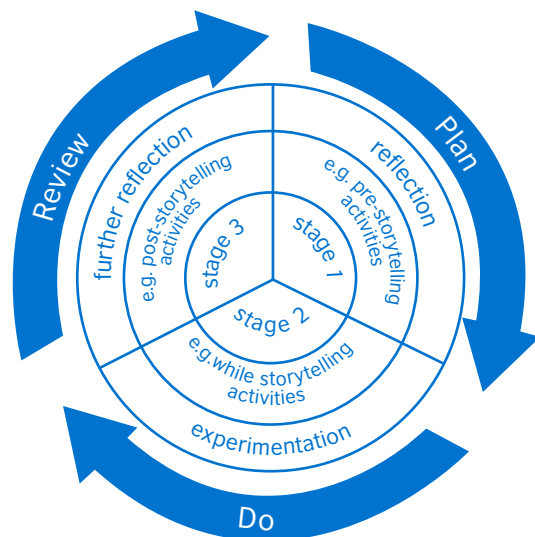 Plan
reflection
e.g. pre-storytelling
activities
stage 1
Do
stage 2
e.g.while storytelling
activities
experimentation
Review
further reflection
e.g. post-storytelling
activities
stage 3